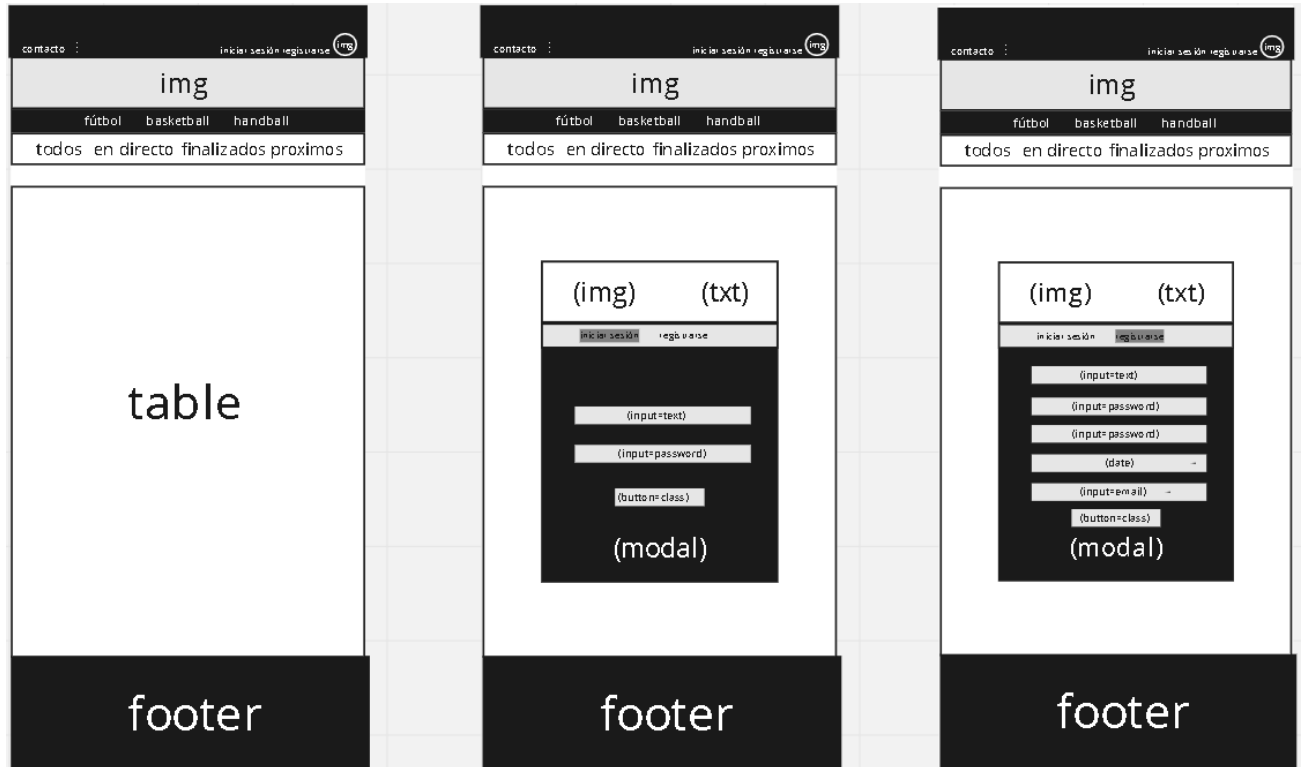 contacto ⋮ iniciar sesión registrarse img
img
fútbol basketball handball
todos en directo finalizados proximos
table
footer
contacto ⋮ iniciar sesión registrarse img
img
fútbol basketball handball
todos en directo finalizados proximos
(img) (txt)
iniciar sesión registrarse
(input=text)
(input=password)
(button=class)
(modal)
footer
contacto ⋮ iniciar sesión registrarse img
img
fútbol basketball handball
todos en directo finalizados proximos
(img) (txt)
iniciar sesión registrarse
(input=text)
(input=password)
(input=password)
(date)
(input=email)
(button=class)
(modal)
footer